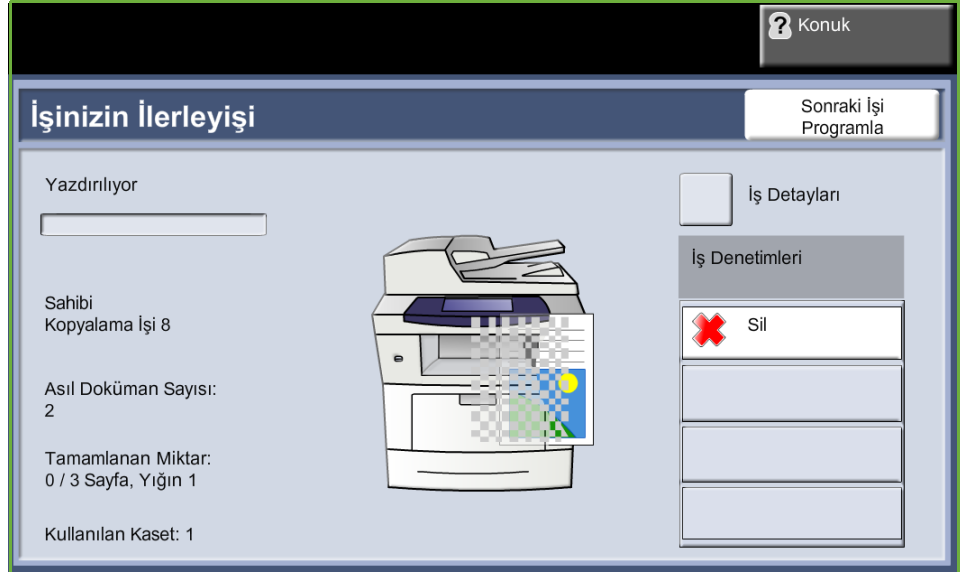 Konuk
İşinizin İlerleyişi
Sonraki İşi
Programla
Yazdırılıyor
İş Detayları
İş Denetimleri
Sahibi
Kopyalama İşi 8
Sil
Asıl Doküman Sayısı:
2
Tamamlanan Miktar:
0 / 3 Sayfa, Yığın 1
Kullanılan Kaset: 1